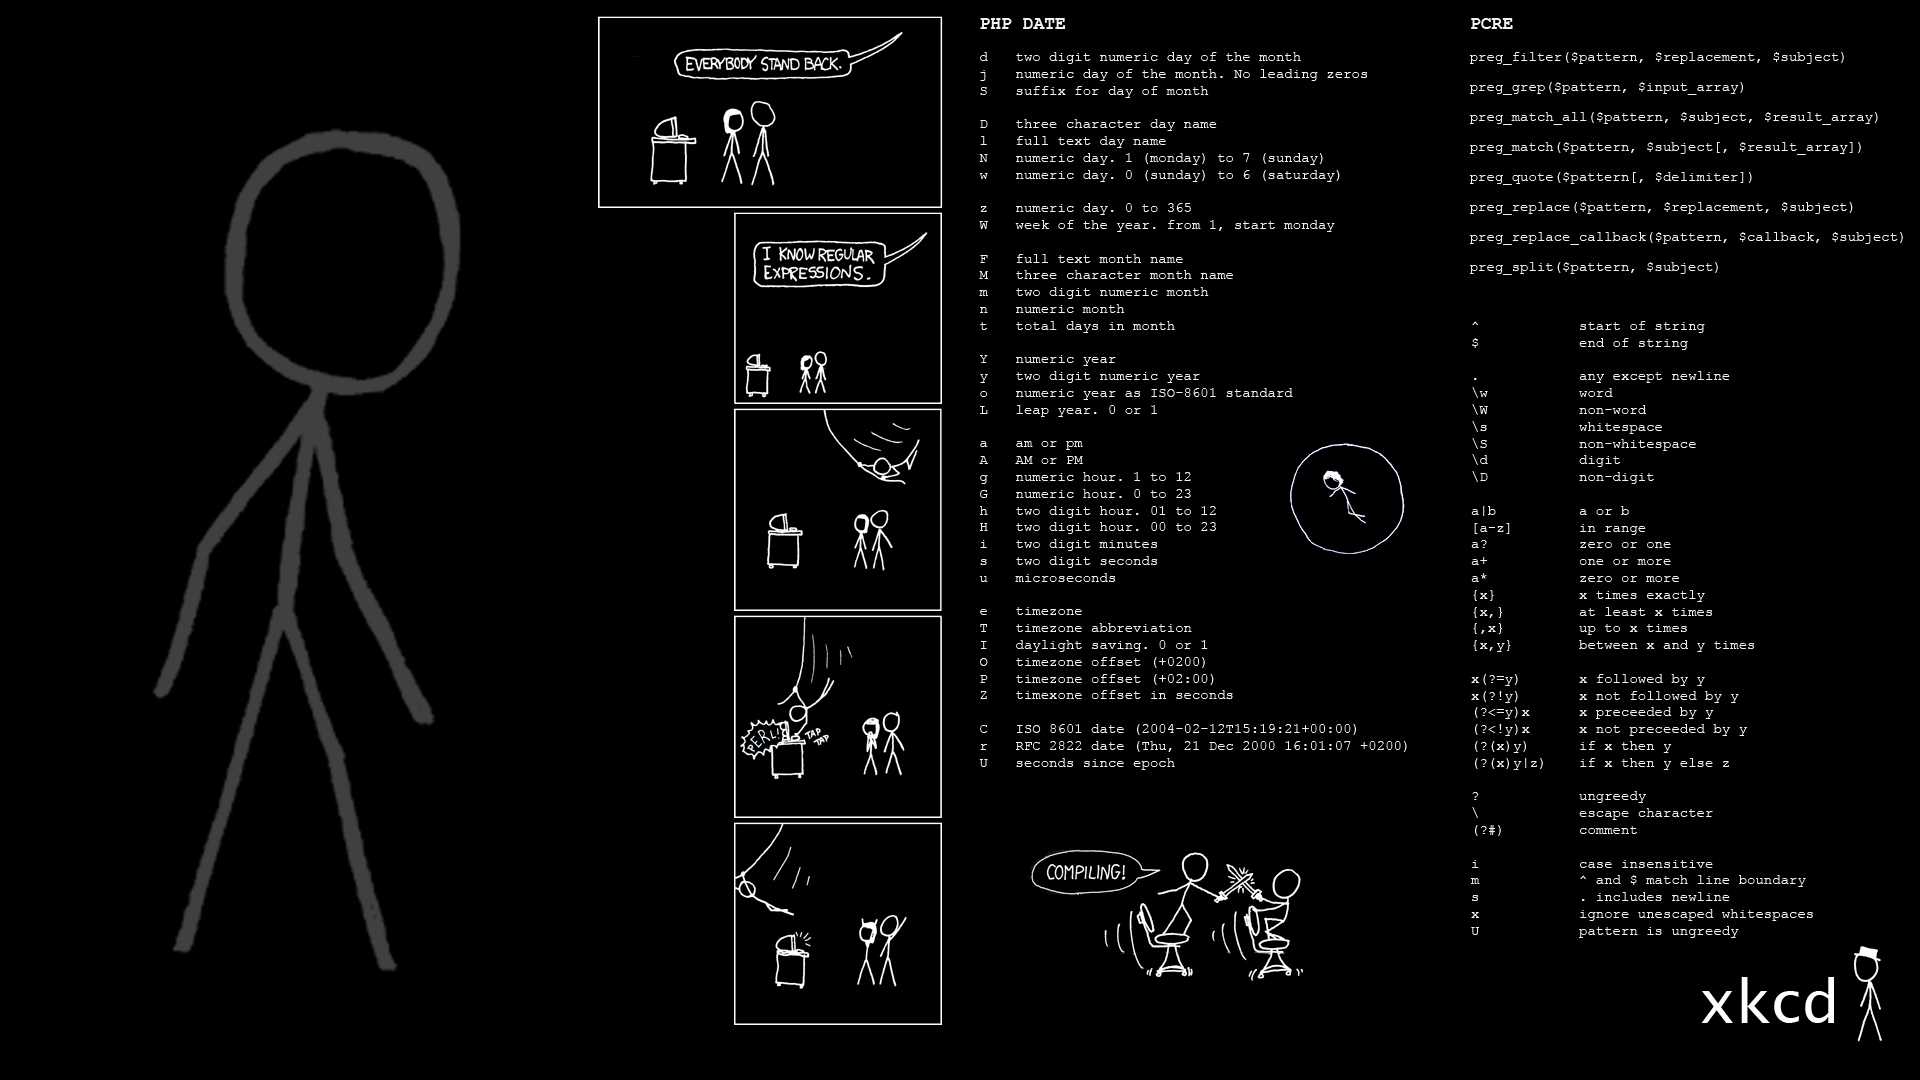 EVERYBODY STAND BACK.
I KNOW REGULAR
EXPRESSIONS.
PERL!
TAP
TAP
PHP DATE
d two digit numeric day of the month
j numeric day of the month. No leading zeros
S suffix for day of month
D three character day name
l full text day name
N numeric day. 1 (monday) to 7 (sunday)
w numeric day. 0 (sunday) to 6 (saturday)
z numeric day. 0 to 365
W week of the year. from 1, start monday
F full text month name
M three character month name
m two digit numeric month
n numeric month
t total days in month
Y numeric year
y two digit numeric year
o numeric year as ISO-8601 standard
L leap year. 0 or 1
a am or pm
A AM or PM
g numeric hour. 1 to 12
G numeric hour. 0 to 23
h two digit hour. 01 to 12
H two digit hour. 00 to 23
i two digit minutes
s two digit seconds
u microseconds
e timezone
T timezone abbreviation
I daylight saving. 0 or 1
O timezone offset (+0200)
P timezone offset (+02:00)
Z timexone offset in seconds
C ISO 8601 date (2004-02-12T15:19:21+00:00)
r RFC 2822 date (Thu, 21 Dec 2000 16:01:07 +0200)
U seconds since epoch
COMPILING!
PCRE
preg_filter($pattern, $replacement, $subject)
preg_grep($pattern, $input_array)
preg_match_all($pattern, $subject, $result_array)
preg_match($pattern, $subject[, $result_array])
preg_quote($pattern[, $delimiter])
preg_replace($pattern, $replacement, $subject)
preg_replace_callback($pattern, $callback, $subject)
preg_split($pattern, $subject)
^ start of string
$ end of string
. any except newline
\w word
\W non-word
\s whitespace
\S non-whitespace
\d digit
\D non-digit
a|b a or b
[a-z] in range
a? zero or one
a+ one or more
a* zero or more
{x} x times exactly
{x,} at least x times
{,x} up to x times
{x,y} between x and y times
x(?=y) x followed by y
x(?!y) x not followed by y
(?<=y)x x preceeded by y
(?<!y)x x not preceeded by y
(?(x)y) if x then y
(?(x)y|z) if x then y else z
? ungreedy
\ escape character
(?#) comment
i case insensitive
m ^ and $ match line boundary
s . includes newline
x ignore unescaped whitespaces
U pattern is ungreedy
xkcd